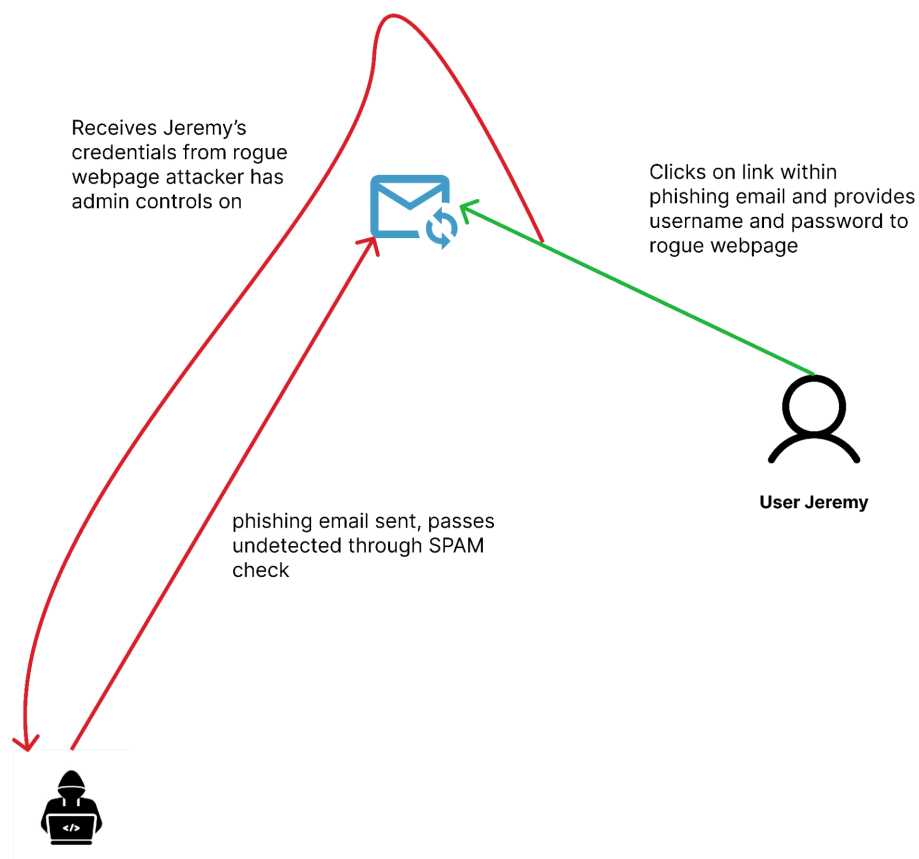 Receives Jeremy's
credentials from rogue
webpage attacker has
admin controls on
Clicks on link within
phishing email and provides
username and password to
rogue webpage
User Jeremy
phishing email sent, passes
undetected through SPAM
check
</>